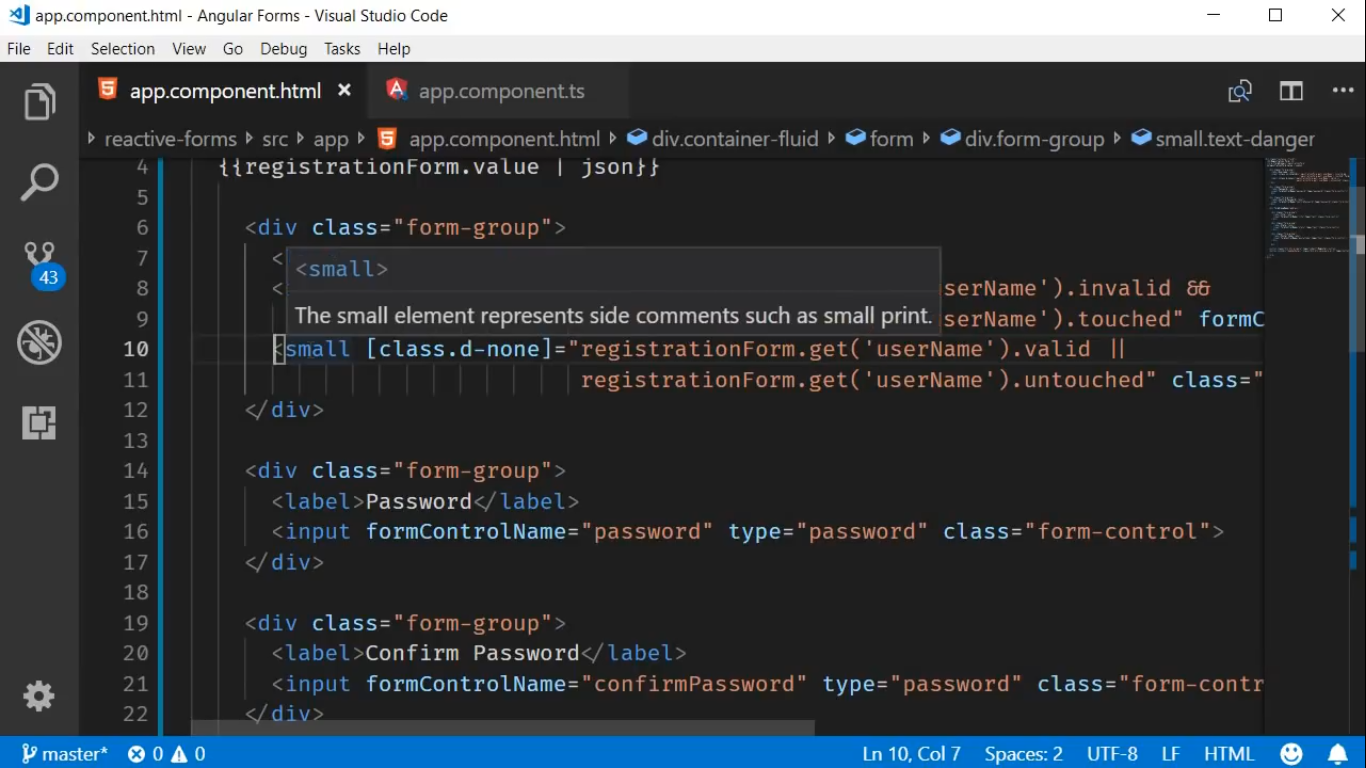 app.component.html - Angular Forms - Visual Studio Code
File Edit Selection View Go Debug Tasks Help
app.component.html × app.component.ts
reactive-forms src app app.component.html div.container-fluid form div.form-group small.text-danger
4 {{registrationForm.value | json}}
5
6 <div class="form-group">
7 <
<small>
8 < serName').invalid &&
The small element represents side comments such as small print.
9 serName').touched" formC
10 <small [class.d-none]="registrationForm.get('userName').valid ||
11 registrationForm.get('userName').untouched" class="
12 </div>
13
14 <div class="form-group">
15 <label>Password</label>
16 <input formControlName="password" type="password" class="form-control">
17 </div>
18
19 <div class="form-group">
20 <label>Confirm Password</label>
21 <input formControlName="confirmPassword" type="password" class="form-contr
22 </div>
43
master* 0 0 Ln 10, Col 7 Spaces: 2 UTF-8 LF HTML